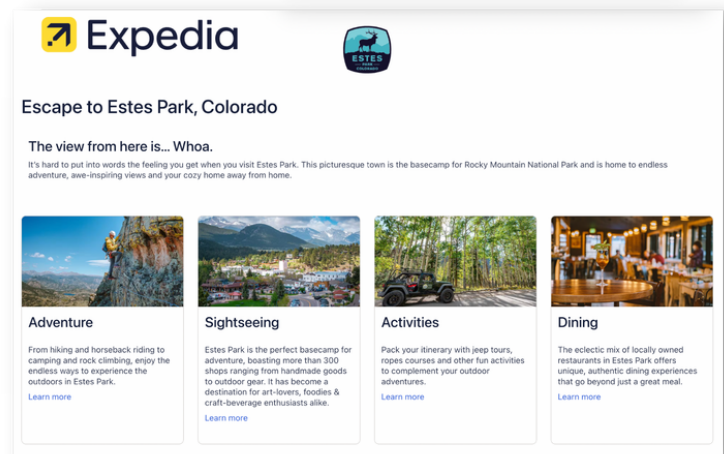 Expedia
ESTES
PARK
COLORADO
Escape to Estes Park, Colorado
The view from here is... Whoa.
It's hard to put into words the feeling you get when you visit Estes Park. This picturesque town is the basecamp for Rocky Mountain National Park and is home to endless
adventure, awe-inspiring views and your cozy home away from home.
Adventure
From hiking and horseback riding to
camping and rock climbing, enjoy the
endless ways to experience the
outdoors in Estes Park.
Learn more
Sightseeing
Estes Park is the perfect basecamp for
adventure, boasting more than 300
shops ranging from handmade goods
to outdoor gear. It has become a
destination for art-lovers, foodies &
craft-beverage enthusiasts alike.
Learn more
Activities
Pack your itinerary with jeep tours,
ropes courses and other fun activities
to complement your outdoor
adventures.
Learn more
Dining
The eclectic mix of locally owned
restaurants in Estes Park offers
unique, authentic dining experiences
that go beyond just a great meal.
Learn more